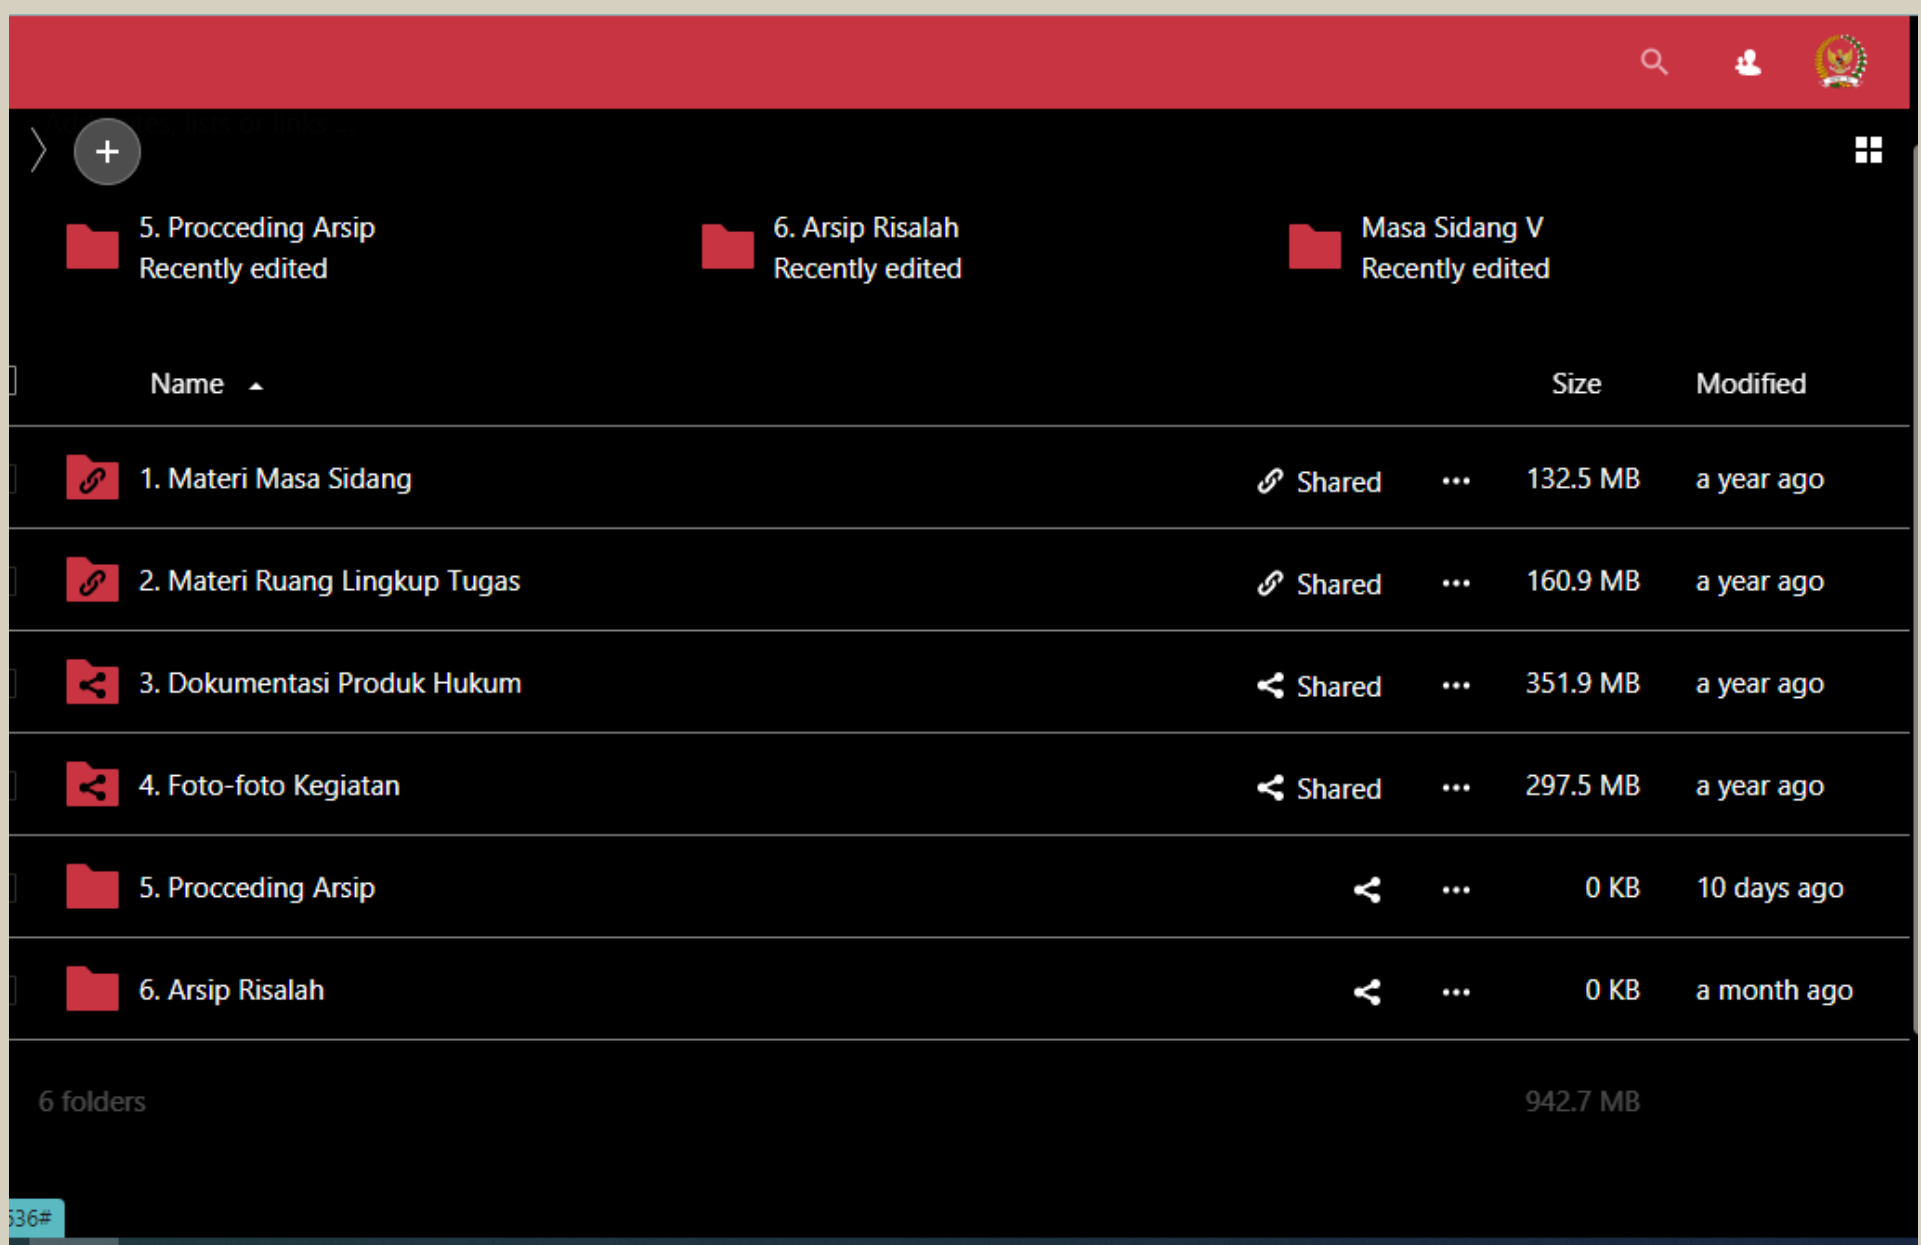 5. Procceding Arsip
Recently edited
6. Arsip Risalah
Recently edited
Masa Sidang V
Recently edited
Name Size Modified
1. Materi Masa Sidang Shared 132.5 MB a year ago
2. Materi Ruang Lingkup Tugas Shared 160.9 MB a year ago
3. Dokumentasi Produk Hukum Shared 351.9 MB a year ago
4. Foto-foto Kegiatan Shared 297.5 MB a year ago
5. Procceding Arsip 0 KB 10 days ago
6. Arsip Risalah 0 KB a month ago
6 folders 942.7 MB
36#